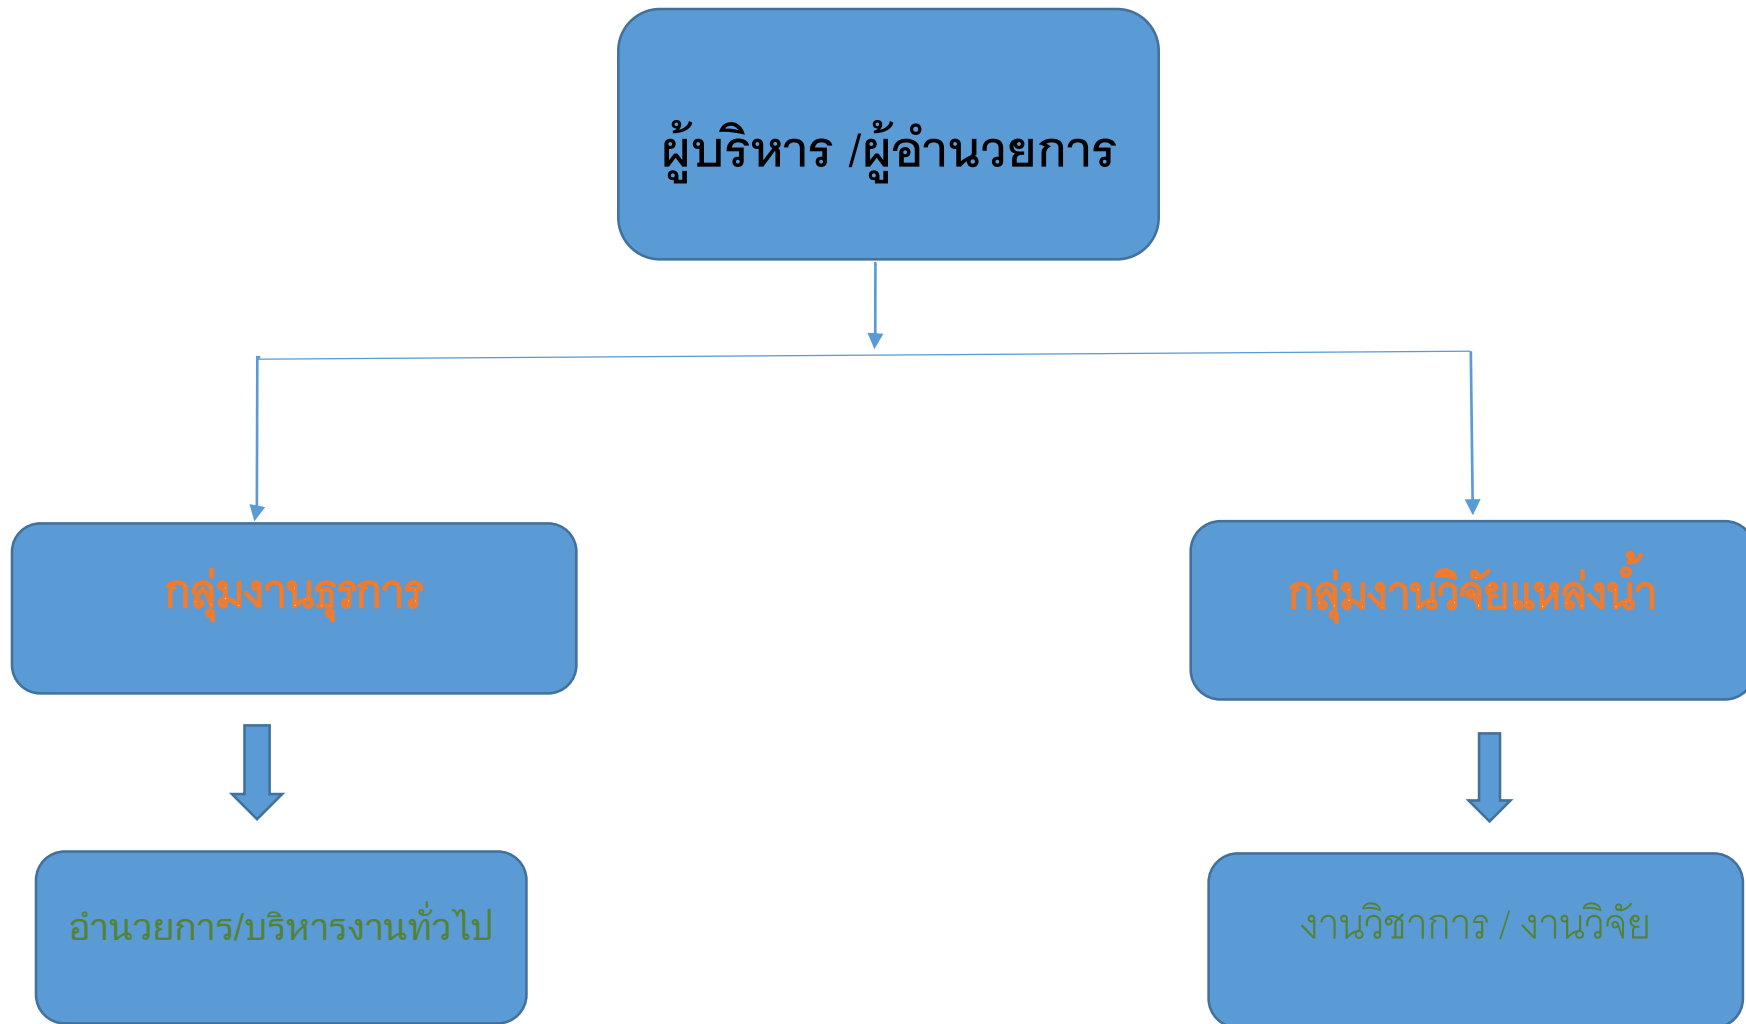 ผู้บริหาร /ผู้อำนวยการ
กลุ่มงานธุรการ
กลุ่มงานวิจัยแหล่งน้ำ
อำนวยการ/บริหารงานทั่วไป
งานวิชาการ / งานวิจัย